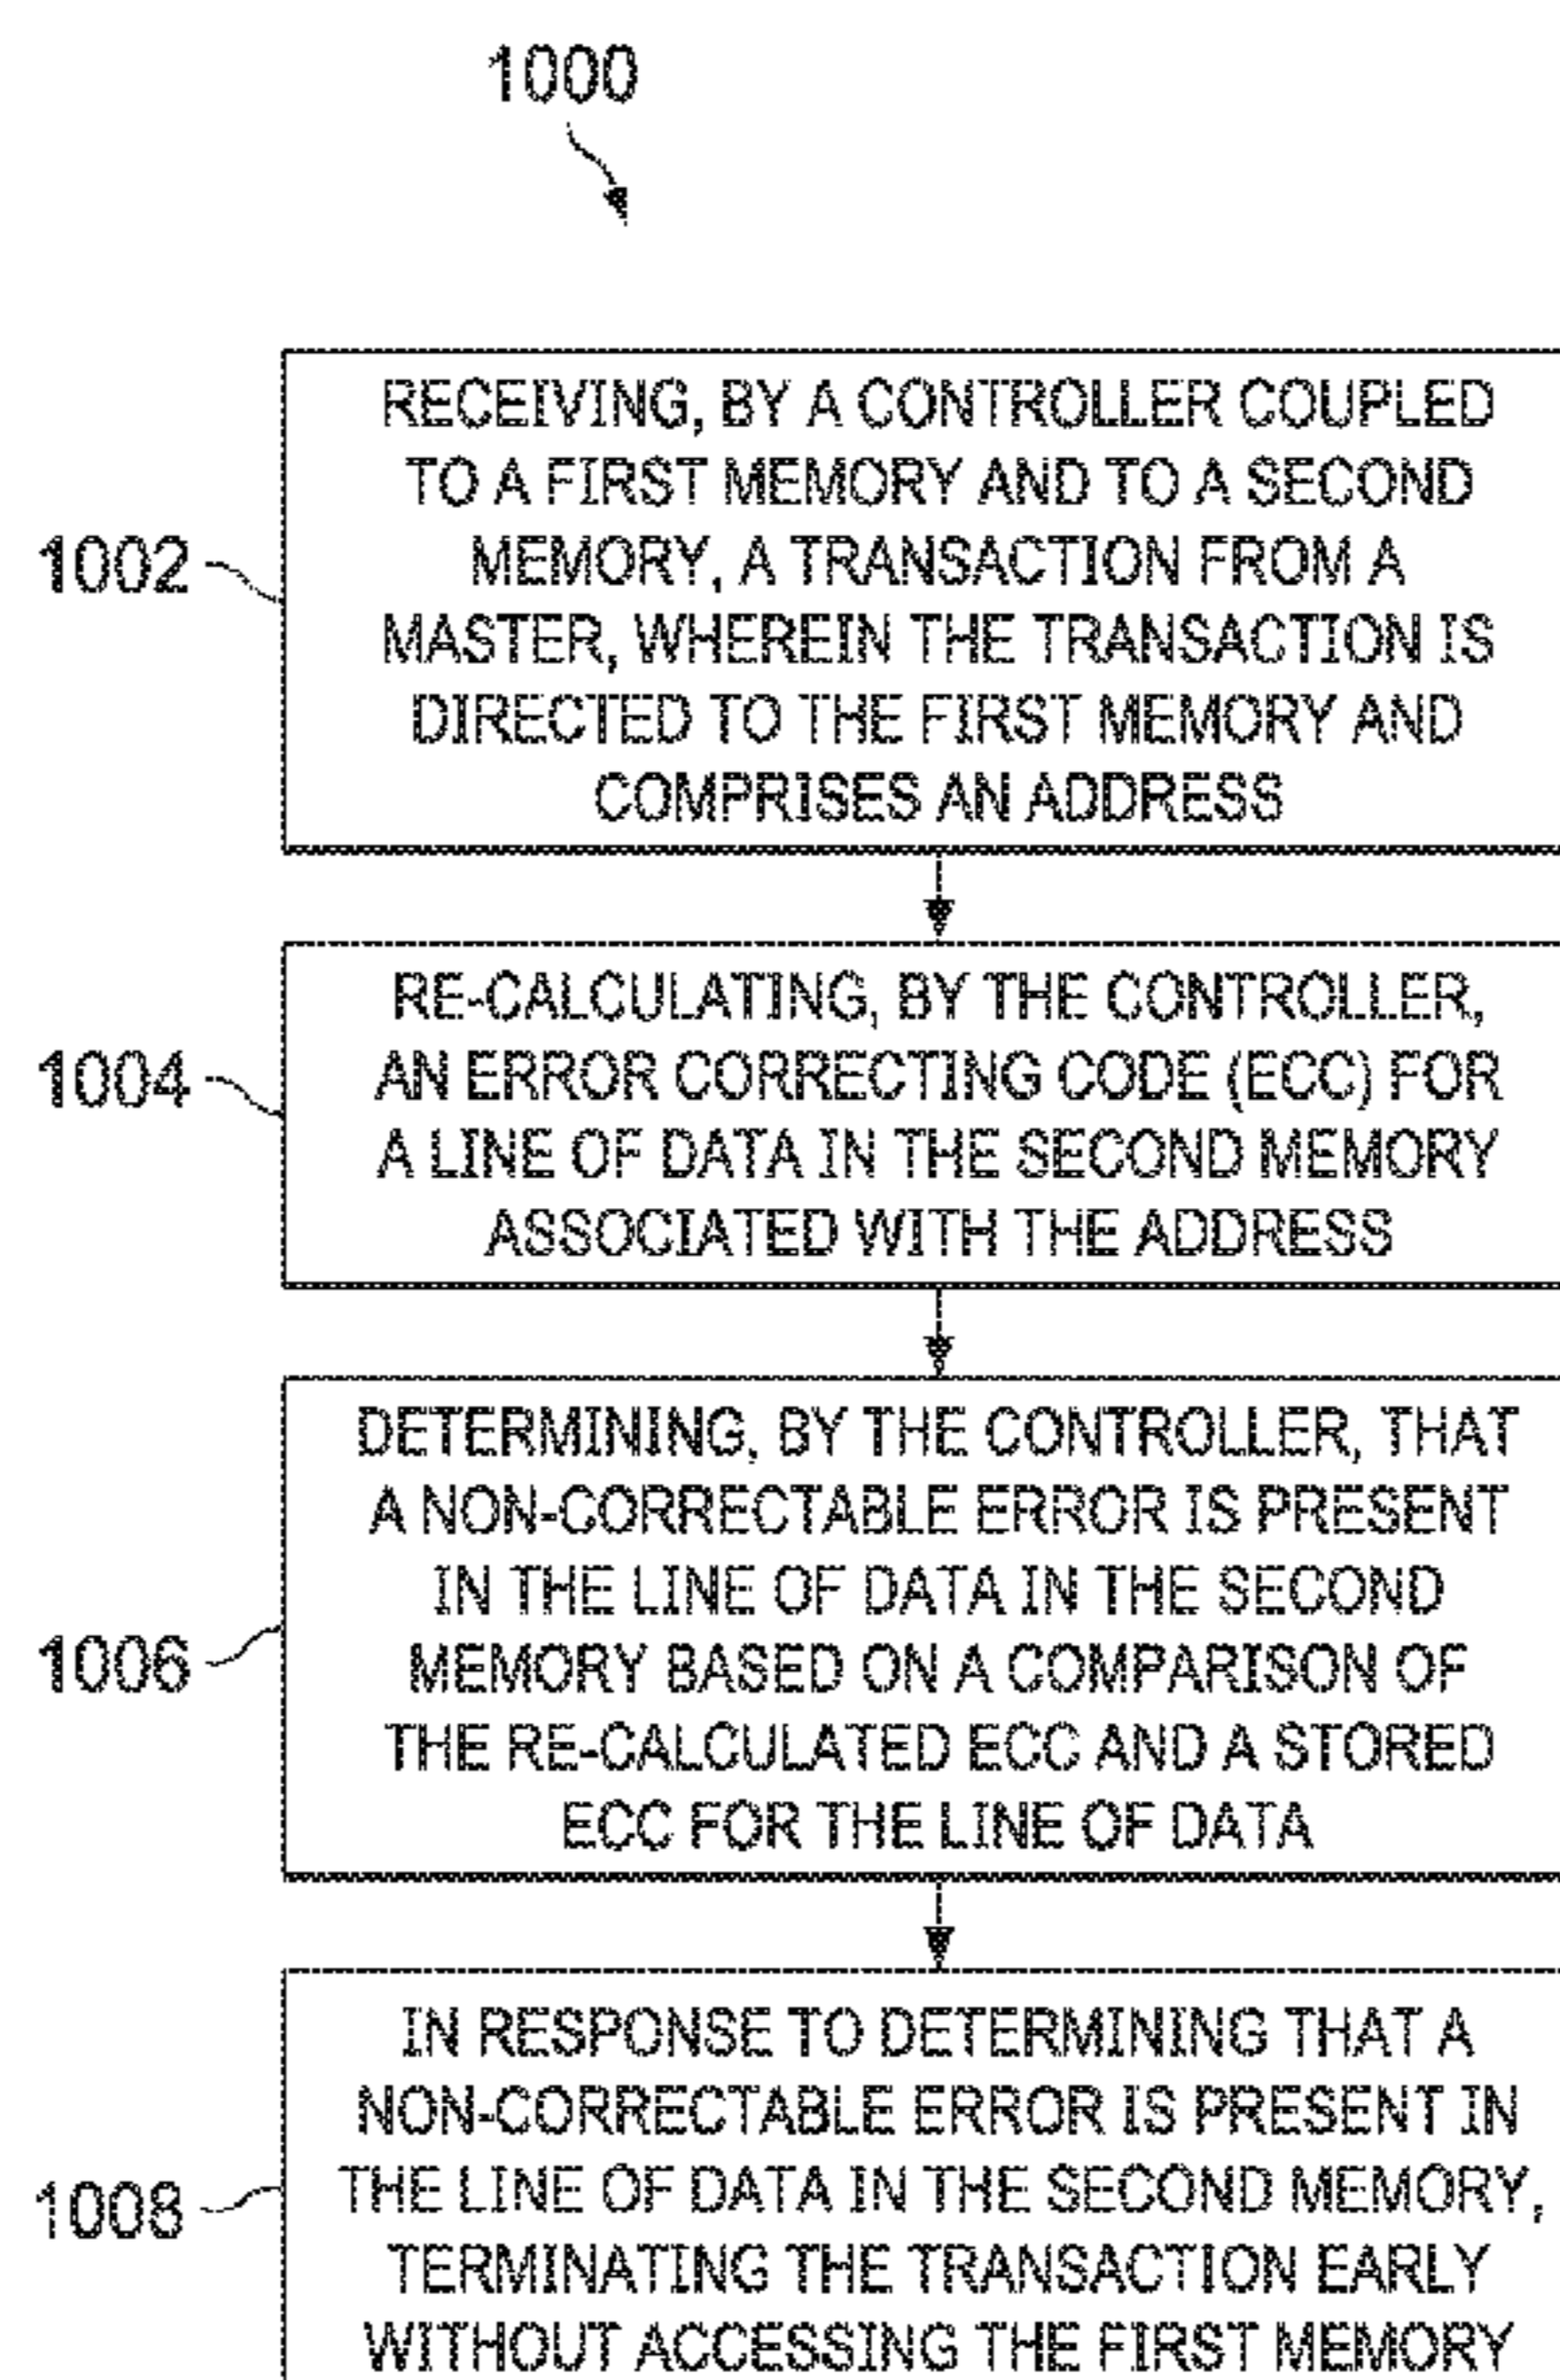 1000
RECEIVING, BY A CONTROLLER COUPLED
TO A FIRST MEMORY AND TO A SECOND
MEMORY, A TRANSACTION FROM A
MASTER, WHEREIN THE TRANSACTION IS
DIRECTED TO THE FIRST MEMORY AND
COMPRISES AN ADDRESS
1002
RE-CALCULATING, BY THE CONTROLLER,
AN ERROR CORRECTING CODE (ECC) FOR
A LINE OF DATA IN THE SECOND MEMORY
ASSOCIATED WITH THE ADDRESS
1004
DETERMINING, BY THE CONTROLLER, THAT
A NON-CORRECTABLE ERROR IS PRESENT
IN THE LINE OF DATA IN THE SECOND
MEMORY BASED ON A COMPARISON OF
THE RE-CALCULATED ECC AND A STORED
ECC FOR THE LINE OF DATA
1006
IN RESPONSE TO DETERMINING THAT A
NON-CORRECTABLE ERROR IS PRESENT IN
THE LINE OF DATA IN THE SECOND MEMORY,
TERMINATING THE TRANSACTION EARLY
WITHOUT ACCESSING THE FIRST MEMORY
1008